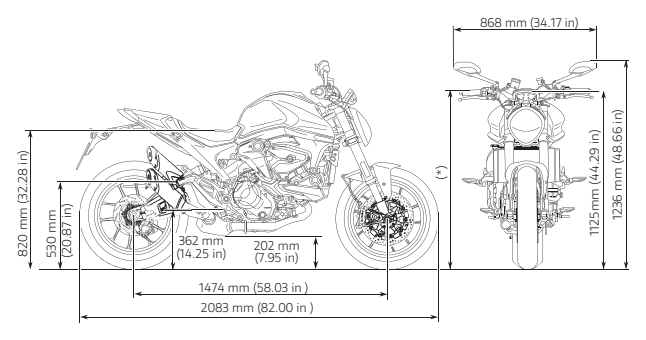 868 mm (34.17 in)
820 mm (32.28 in)
530 mm
(20.87 in)
362 mm
(14.25 in)
202 mm
(7.95 in)
(*)
1125 mm (44.29 in)
1236 mm (48.66 in)
1474 mm (58.03 in )
2083 mm (82.00 in )